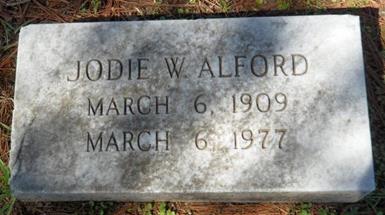 JODIE W. ALFORD
MARCH 6, 1909
MARCH 6, 1977